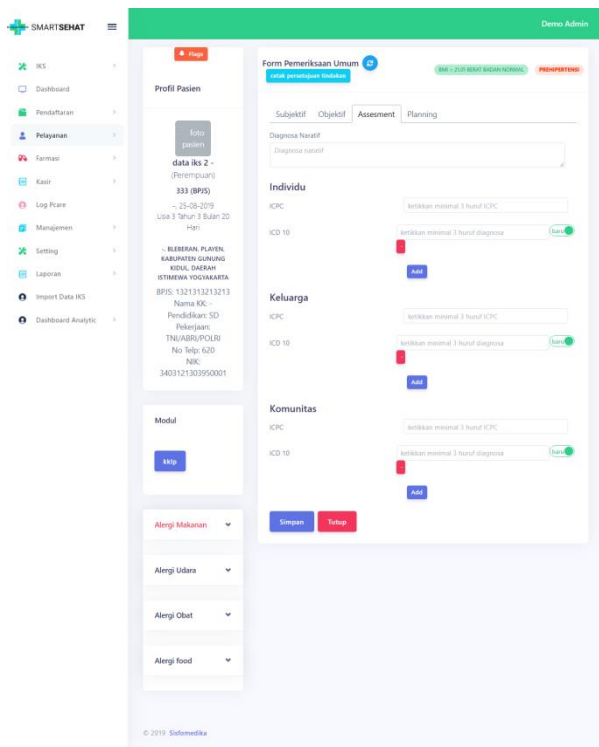 SMARTSEHAT
Demo Admin
IKS
Dashboard
Pendaftaran
Pelayanan
Farmasi
Kasir
Log Pcare
Manajemen
Setting
Laporan
Import Data IKS
Dashboard Analytic
Flags
Profil Pasien
foto
pasien
data iks 2 -
(Perempuan)
333 (BPJS)
-, 25-08-2019
Usia 3 Tahun 3 Bulan 20
Hari
-, BLEBERAN, PLAYEN,
KABUPATEN GUNUNG
KIDUL, DAERAH
ISTIMEWA YOGYAKARTA
BPJS: 1321313213213
Nama KK: -
Pendidikan: SD
Pekerjaan:
TNI/ABRI/POLRI
No Telp: 620
NIK:
3403121303950001
Modul
kklp
Alergi Makanan
Alergi Udara
Alergi Obat
Alergi food
Form Pemeriksaan Umum
cetak persetujuan tindakan
BMI = 21.01 BERAT BADAN NORMAL
PREHIPERTENSI
Subjektif Objektif Assesment Planning
Diagnosa Naratif
Diagnosa naratif
Individu
ICPC ketikkan minimal 3 huruf ICPC
ICD 10 ketikkan minimal 3 huruf diagnosa baru
-
Add
Keluarga
ICPC ketikkan minimal 3 huruf ICPC
ICD 10 ketikkan minimal 3 huruf diagnosa baru
-
Add
Komunitas
ICPC ketikkan minimal 3 huruf ICPC
ICD 10 ketikkan minimal 3 huruf diagnosa baru
-
Add
Simpan Tutup
© 2019 Sisfomedika